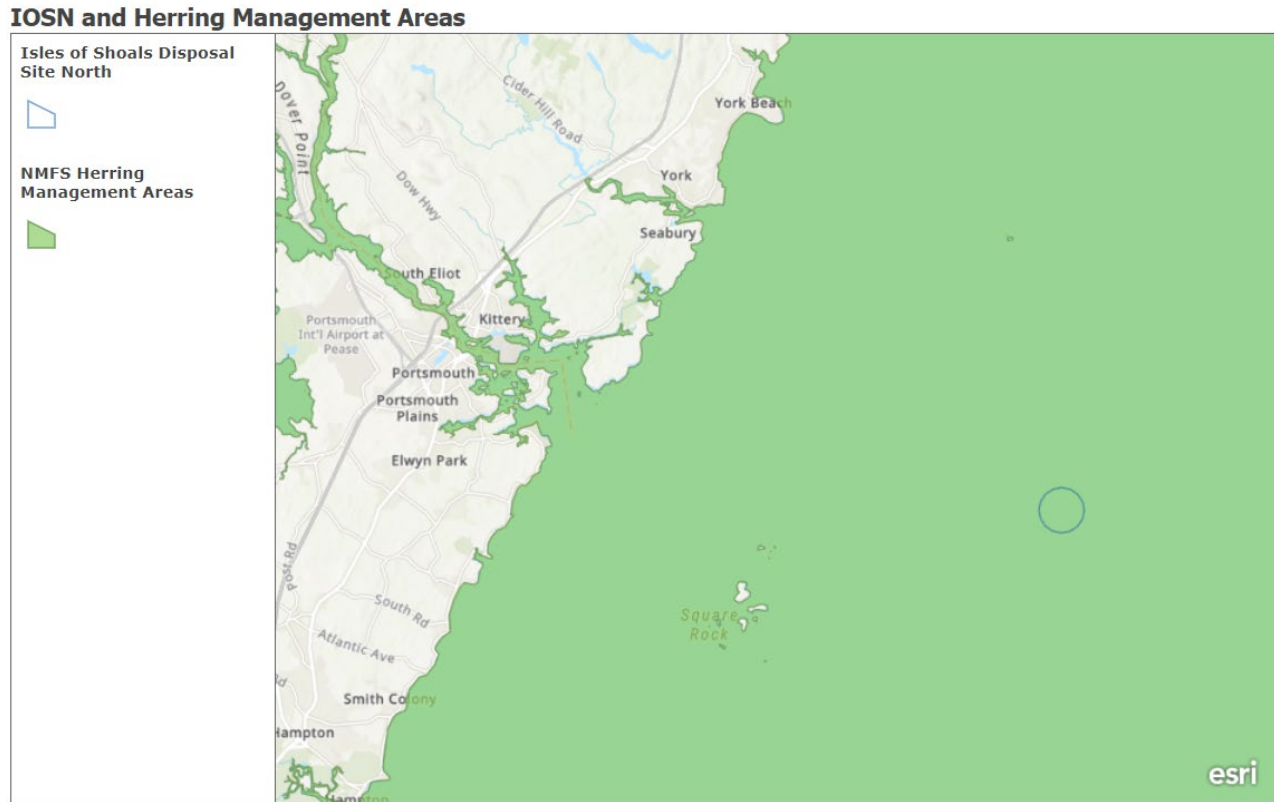 IOSN and Herring Management Areas
Isles of Shoals Disposal
Site North
NMFS Herring
Management Areas
Dover Point
Cider Hill Road
York Beach
York
Dow Hwy
Seabury
South Eliot
Kittery
Portsmouth
Int'l Airport at
Pease
Portsmouth
Portsmouth
Plains
Elwyn Park
Post Rd
South Rd
Square
Rock
Atlantic Ave
Rd
Smith Colony
Hampton
Hampton
esri